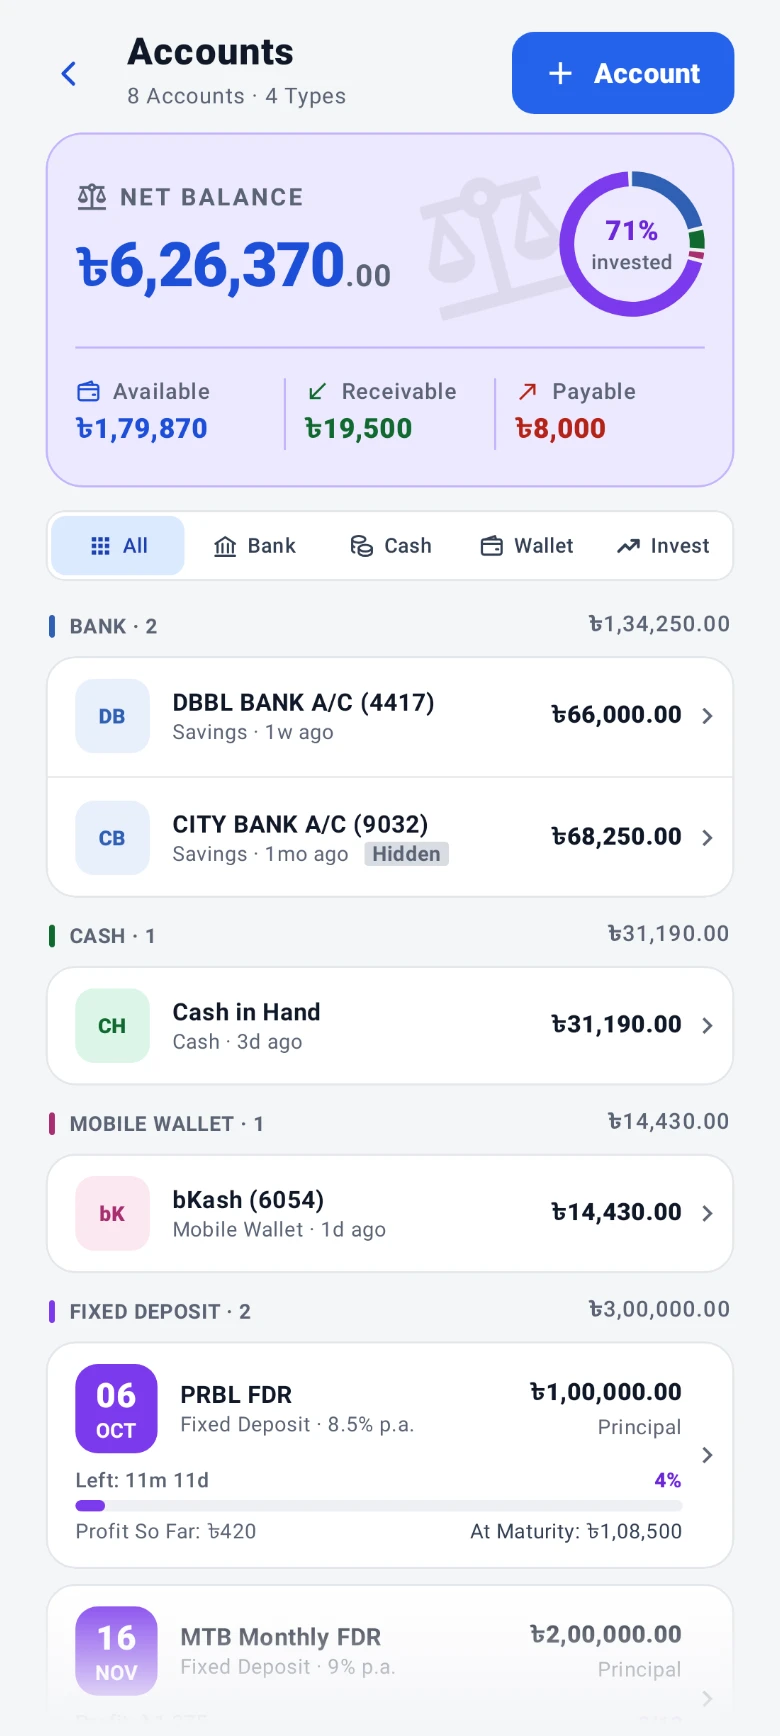 Accounts
8 Accounts · 4 Types
+ Account
NET BALANCE
৳6,26,370.00
71%
invested
Available
৳1,79,870
Receivable
৳19,500
Payable
৳8,000
All
Bank
Cash
Wallet
Invest
BANK · 2
৳1,34,250.00
DB
DBBL BANK A/C (4417)
Savings · 1w ago
৳66,000.00
CB
CITY BANK A/C (9032)
Savings · 1mo ago Hidden
৳68,250.00
CASH · 1
৳31,190.00
CH
Cash in Hand
Cash · 3d ago
৳31,190.00
MOBILE WALLET · 1
৳14,430.00
bK
bKash (6054)
Mobile Wallet · 1d ago
৳14,430.00
FIXED DEPOSIT · 2
৳3,00,000.00
06
OCT
PRBL FDR
Fixed Deposit · 8.5% p.a.
৳1,00,000.00
Principal
Left: 11m 11d
4%
Profit So Far: ৳420
At Maturity: ৳1,08,500
16
NOV
MTB Monthly FDR
Fixed Deposit · 9% p.a.
৳2,00,000.00
Principal